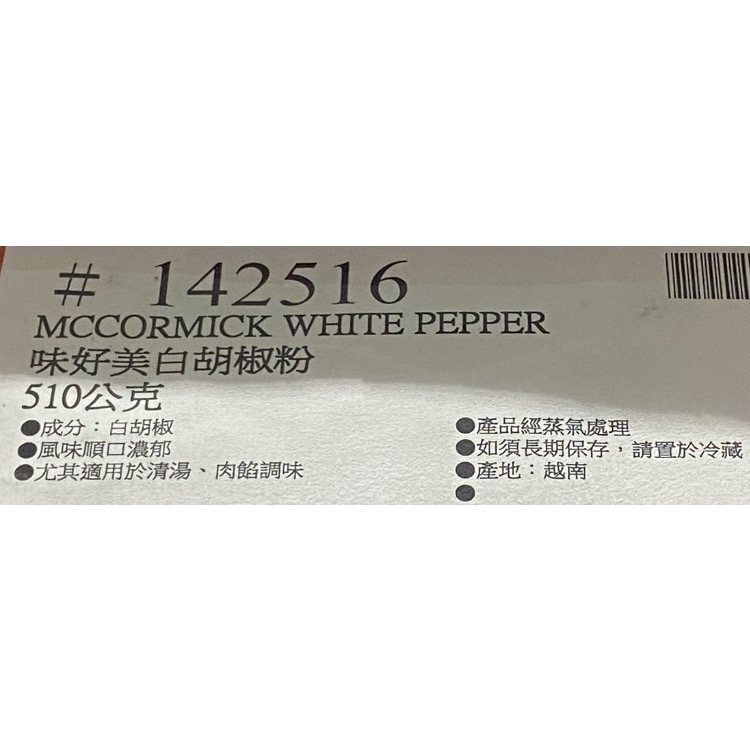 # 142516
MCCORMICK WHITE PEPPER
味好美白胡椒粉
510公克
●成分：白胡椒
●風味順口濃郁
●尤其適用於清湯、肉餡調味
●產品經蒸氣處理
●如須長期保存，請置於冷藏
●產地：越南
●